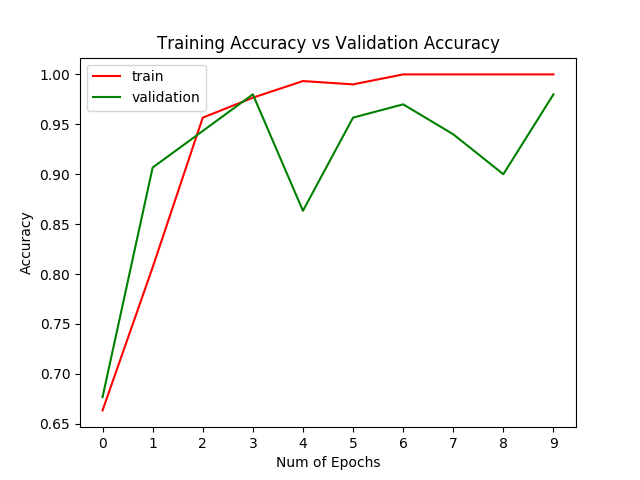 Training Accuracy vs Validation Accuracy
train
validation
1.00
0.95
0.90
0.85
0.80
0.75
0.70
0.65
Accuracy
0 1 2 3 4 5 6 7 8 9
Num of Epochs